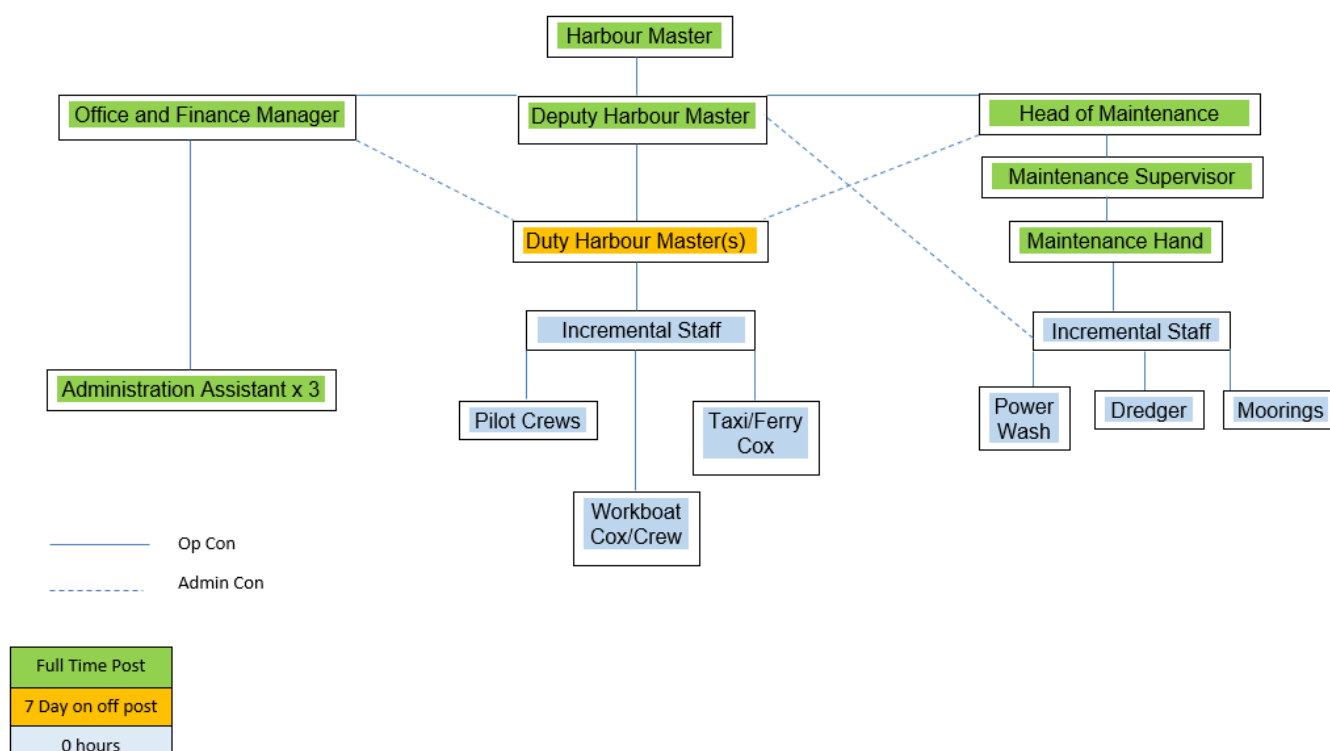 Harbour Master
Office and Finance Manager
Deputy Harbour Master
Head of Maintenance
Maintenance Supervisor
Duty Harbour Master(s)
Maintenance Hand
Incremental Staff
Incremental Staff
Administration Assistant x 3
Pilot Crews
Taxi/Ferry
Cox
Power
Wash
Dredger
Moorings
Workboat
Cox/Crew
Op Con
Admin Con
Full Time Post
7 Day on off post
0 hours